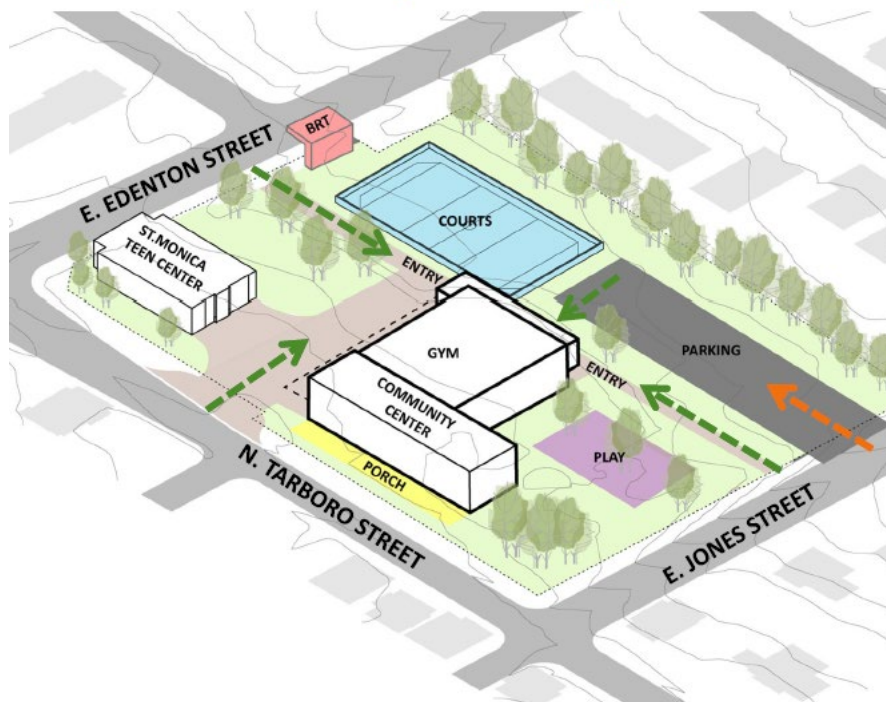 BRT
E. EDENTON STREET
COURTS
ST.MONICA
TEEN CENTER
ENTRY
GYM
PARKING
ENTRY
COMMUNITY
CENTER
PLAY
PORCH
N. TARBORO STREET
E. JONES STREET